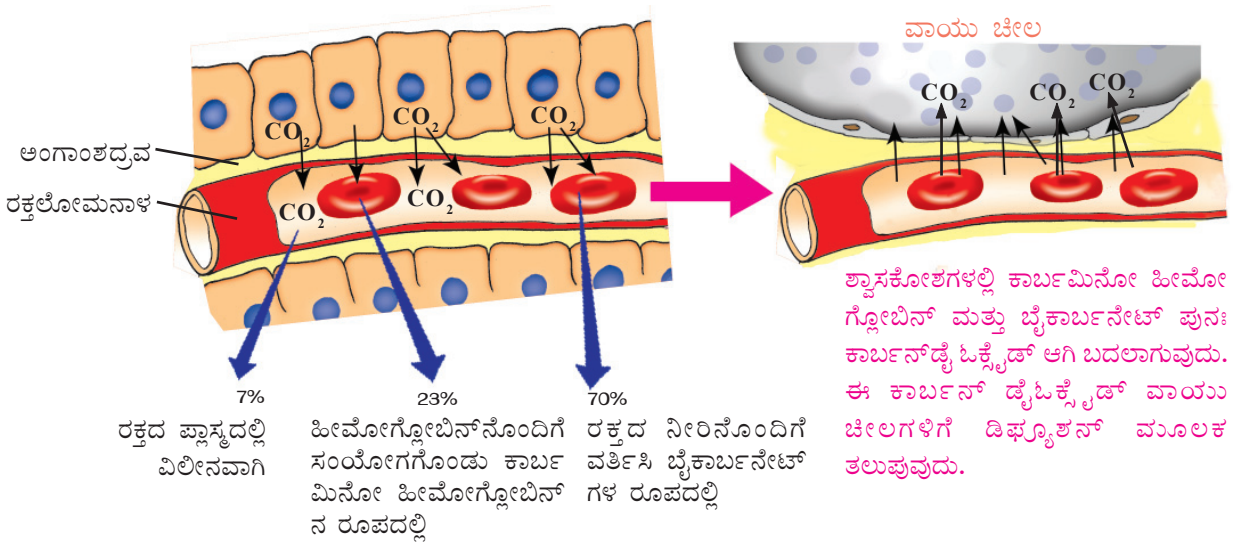 ವಾಯು ಚೀಲ
CO₂ CO₂ CO₂
CO₂ CO₂ CO₂
ಅಂಗಾಂಶದ್ರವ
ರಕ್ತಲೋಮನಾಳ
CO₂ CO₂
7%
ರಕ್ತದ ಪ್ಲಾಸ್ಮದಲ್ಲಿ
ವಿಲೀನವಾಗಿ
23%
ಹೀಮೋಗ್ಲೋಬಿನ್‌ನೊಂದಿಗೆ
ಸಂಯೋಗಗೊಂಡು ಕಾರ್ಬ
ಮಿನೋ ಹೀಮೋಗ್ಲೋಬಿನ್
ನ ರೂಪದಲ್ಲಿ
70%
ರಕ್ತದ ನೀರಿನೊಂದಿಗೆ
ವರ್ತಿಸಿ ಬೈಕಾರ್ಬನೇಟ್
ಗಳ ರೂಪದಲ್ಲಿ
ಶ್ವಾಸಕೋಶಗಳಲ್ಲಿ ಕಾರ್ಬಮಿನೋ ಹೀಮೋ
ಗ್ಲೋಬಿನ್ ಮತ್ತು ಬೈಕಾರ್ಬನೇಟ್ ಪುನಃ
ಕಾರ್ಬನ್‌ಡೈ ಓಕ್ಸೈಡ್ ಆಗಿ ಬದಲಾಗುವುದು.
ಈ ಕಾರ್ಬನ್ ಡೈಓಕ್ಸೈಡ್ ವಾಯು
ಚೀಲಗಳಿಗೆ ಡಿಫ್ಯೂಶನ್ ಮೂಲಕ
ತಲುಪುವುದು.